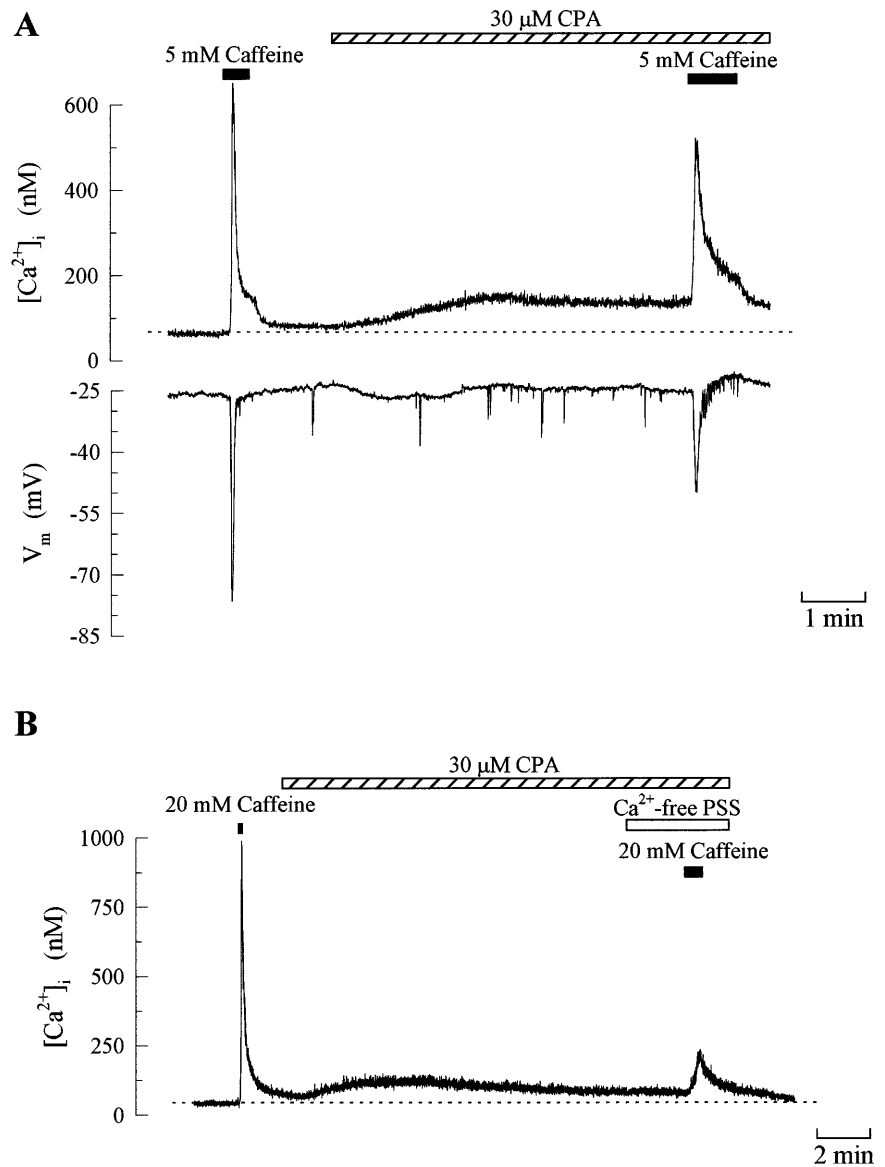 A
30 µM CPA
5 mM Caffeine
5 mM Caffeine
600
400
200
0
[Ca2+]i (nM)
-25
-40
-55
-70
-85
Vm (mV)
1 min
B
30 µM CPA
20 mM Caffeine
Ca2+-free PSS
20 mM Caffeine
1000
750
500
250
0
[Ca2+]i (nM)
2 min